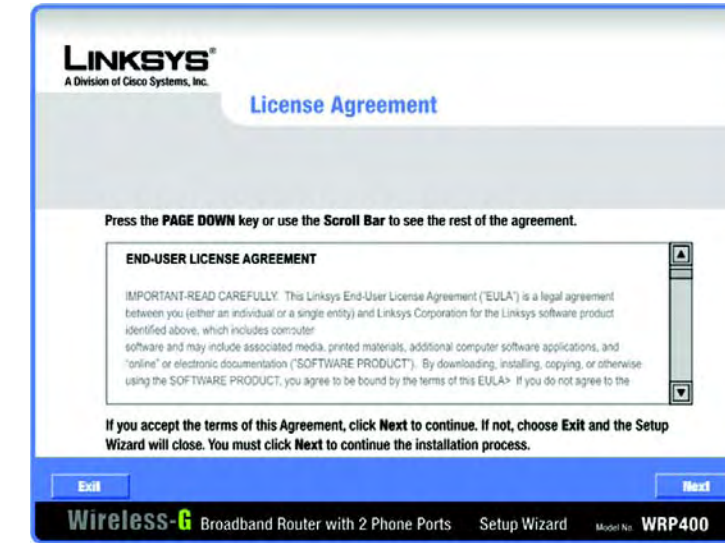 LINKSYS®
A Division of Cisco Systems, Inc.
License Agreement
Press the PAGE DOWN key or use the Scroll Bar to see the rest of the agreement.
END-USER LICENSE AGREEMENT
IMPORTANT-READ CAREFULLY: This Linksys End-User License Agreement ("EULA") is a legal agreement
between you (either an individual or a single entity) and Linksys Corporation for the Linksys software product
identified above, which includes computer
software and may include associated media, printed materials, additional computer software applications, and
"online" or electronic documentation ("SOFTWARE PRODUCT"). By downloading, installing, copying, or otherwise
using the SOFTWARE PRODUCT, you agree to be bound by the terms of this EULA> If you do not agree to the
If you accept the terms of this Agreement, click Next to continue. If not, choose Exit and the Setup
Wizard will close. You must click Next to continue the installation process.
Exit
Next
Wireless-G Broadband Router with 2 Phone Ports Setup Wizard Model No. WRP400